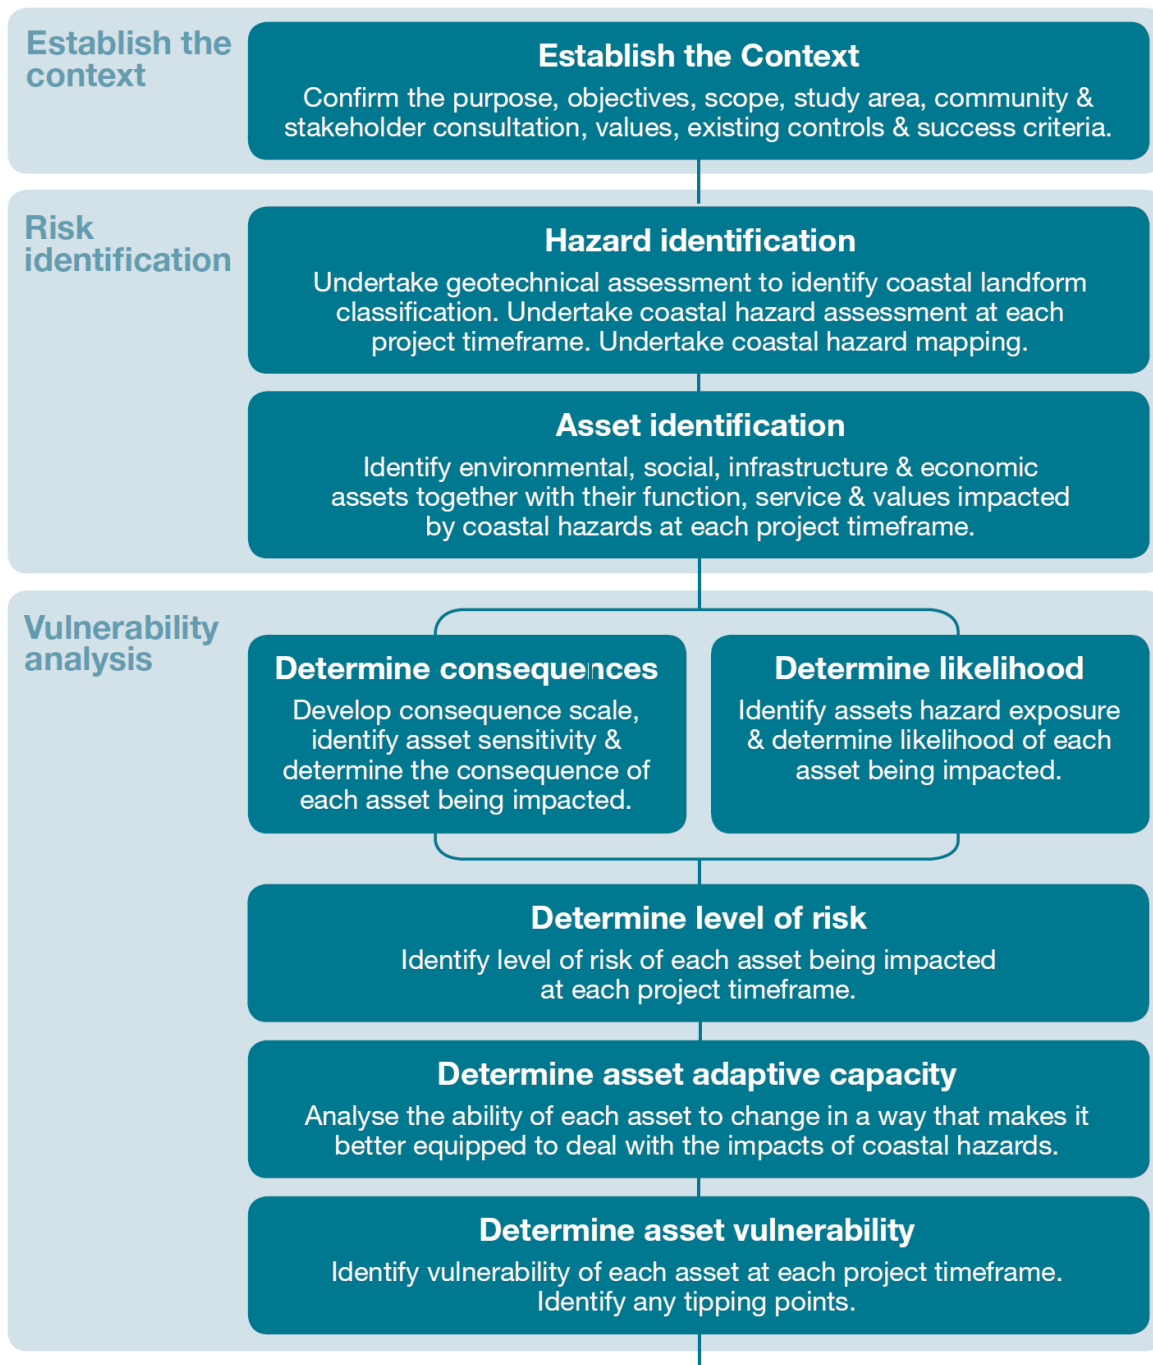 Establish the
context
Establish the Context
Confirm the purpose, objectives, scope, study area, community &
stakeholder consultation, values, existing controls & success criteria.
Risk
identification
Hazard identification
Undertake geotechnical assessment to identify coastal landform
classification. Undertake coastal hazard assessment at each
project timeframe. Undertake coastal hazard mapping.
Asset identification
Identify environmental, social, infrastructure & economic
assets together with their function, service & values impacted
by coastal hazards at each project timeframe.
Vulnerability
analysis
Determine consequences
Develop consequence scale,
identify asset sensitivity &
determine the consequence of
each asset being impacted.
Determine likelihood
Identify assets hazard exposure
& determine likelihood of each
asset being impacted.
Determine level of risk
Identify level of risk of each asset being impacted
at each project timeframe.
Determine asset adaptive capacity
Analyse the ability of each asset to change in a way that makes it
better equipped to deal with the impacts of coastal hazards.
Determine asset vulnerability
Identify vulnerability of each asset at each project timeframe.
Identify any tipping points.